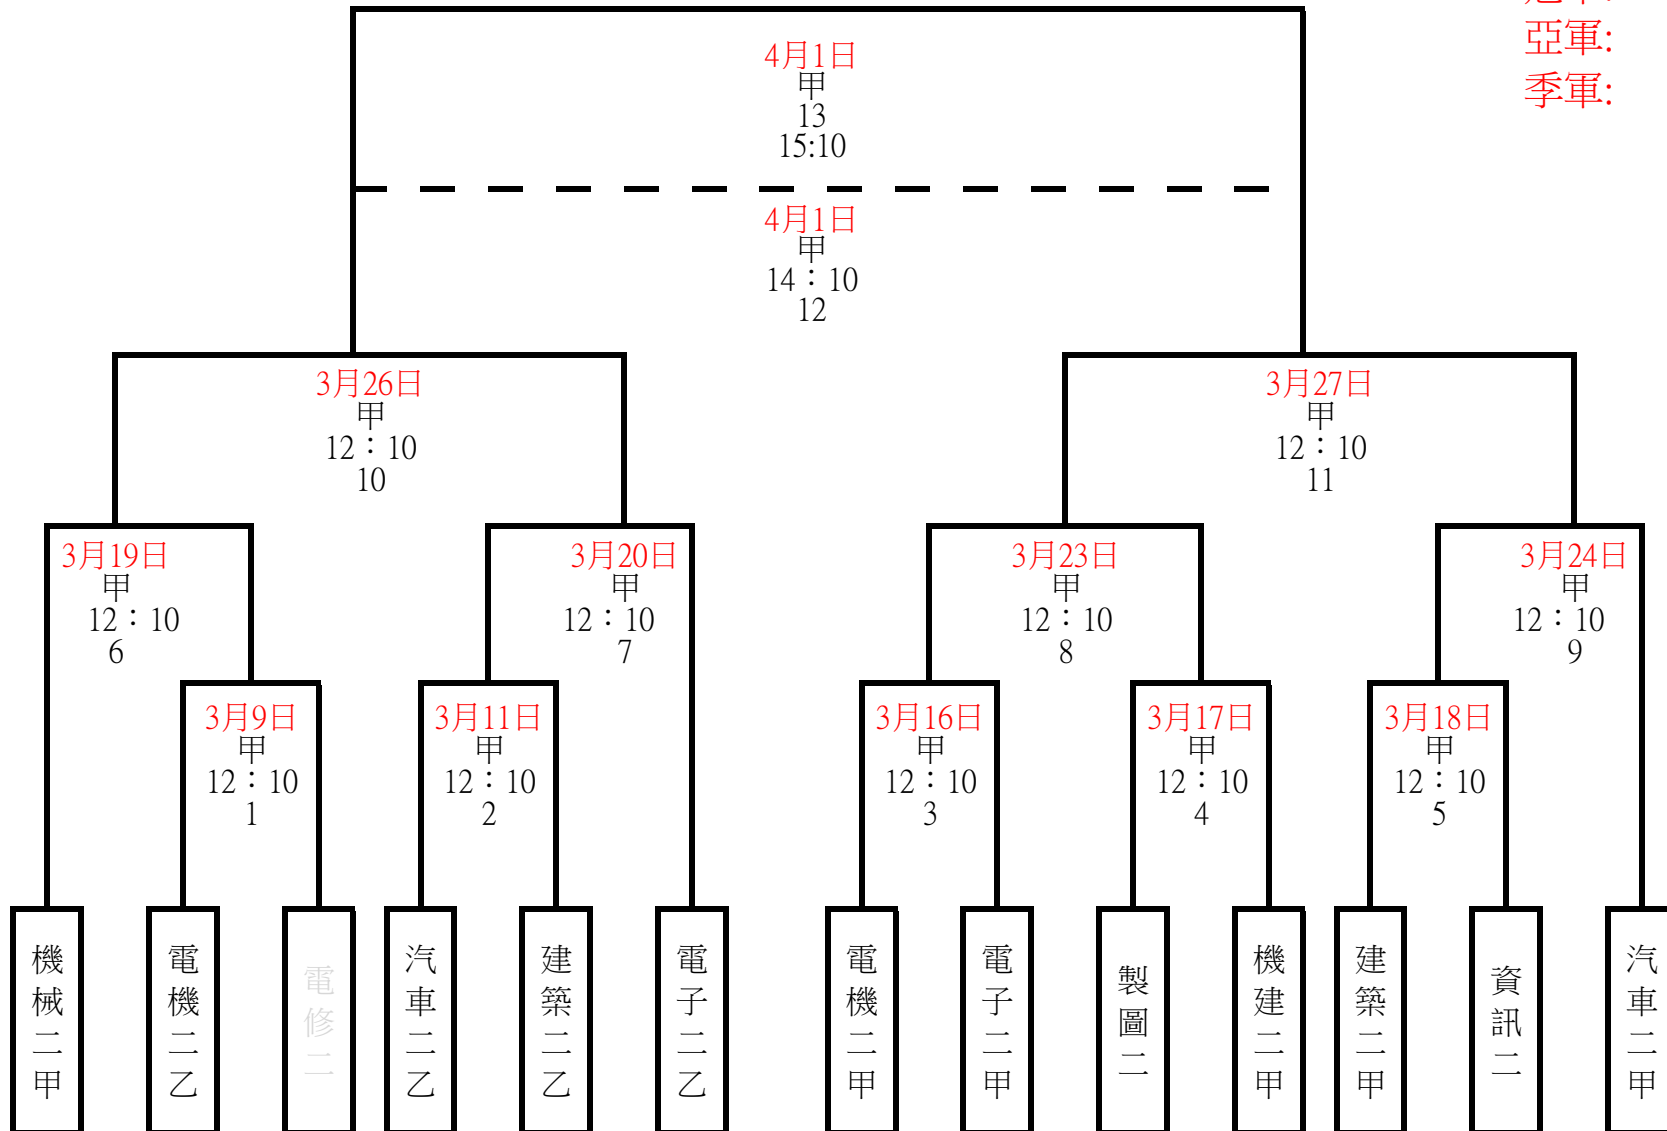 亞軍:
季軍:
4月1日
甲
13
15:10
4月1日
甲
14：10
12
3月26日
甲
12：10
10
3月27日
甲
12：10
11
3月19日
甲
12：10
6
3月20日
甲
12：10
7
3月23日
甲
12：10
8
3月24日
甲
12：10
9
3月9日
甲
12：10
1
3月11日
甲
12：10
2
3月16日
甲
12：10
3
3月17日
甲
12：10
4
3月18日
甲
12：10
5
機械二甲
電機二乙
電修二
汽車二乙
建築二乙
電子二乙
電機二甲
電子二甲
製圖二
機建二甲
建築二甲
資訊二
汽車二甲